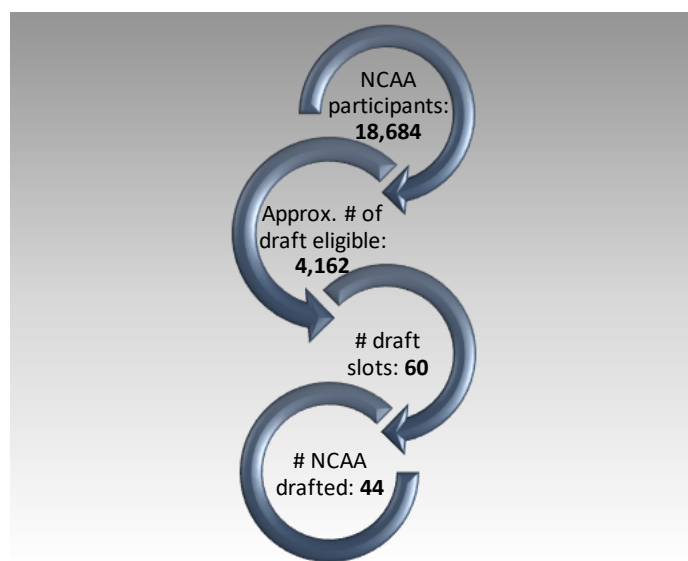 NCAA
participants:
18,684
Approx. # of
draft eligible:
4,162
# draft
slots: 60
# NCAA
drafted: 44